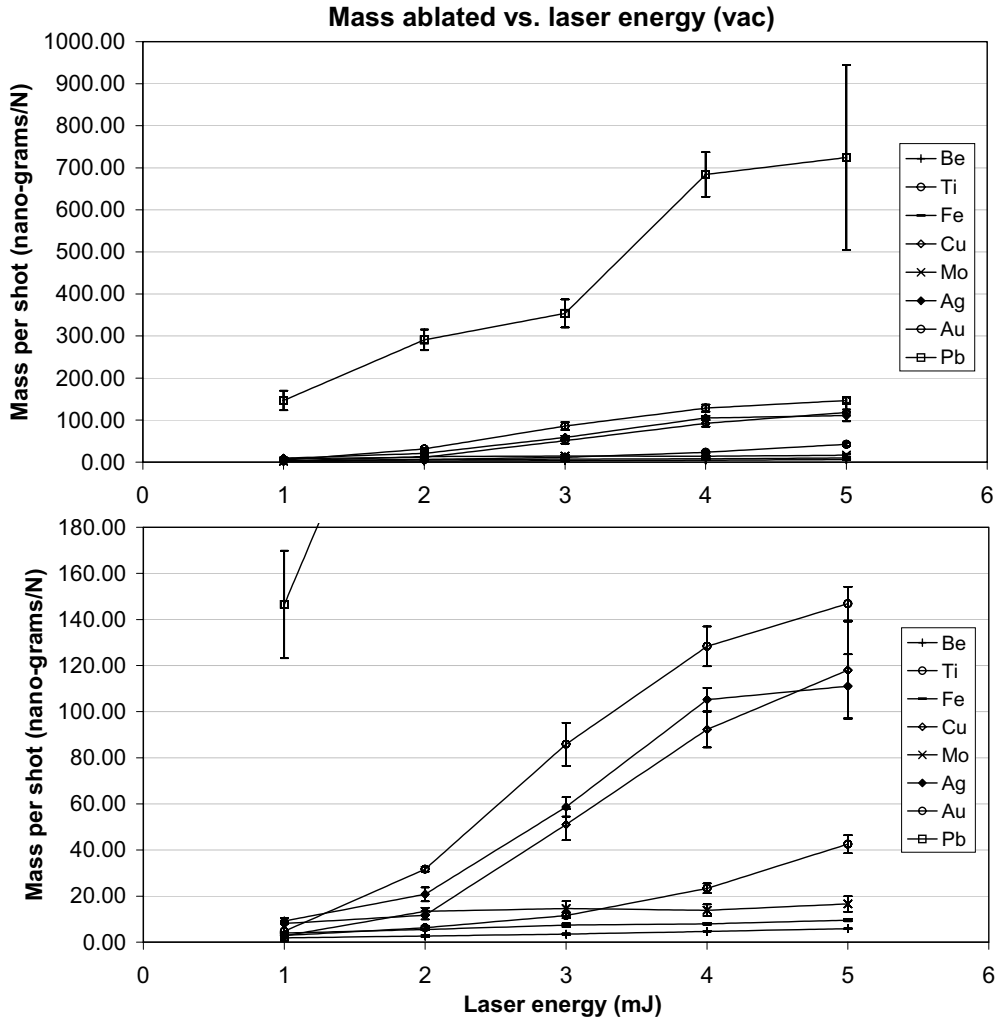 Mass ablated vs. laser energy (vac)
Mass per shot (nano-grams/N)
1000.00
900.00
800.00
700.00
600.00
500.00
400.00
300.00
200.00
100.00
0.00
0 1 2 3 4 5 6
Be
Ti
Fe
Cu
Mo
Ag
Au
Pb
Mass per shot (nano-grams/N)
180.00
160.00
140.00
120.00
100.00
80.00
60.00
40.00
20.00
0.00
0 1 2 3 4 5 6
Laser energy (mJ)
Be
Ti
Fe
Cu
Mo
Ag
Au
Pb